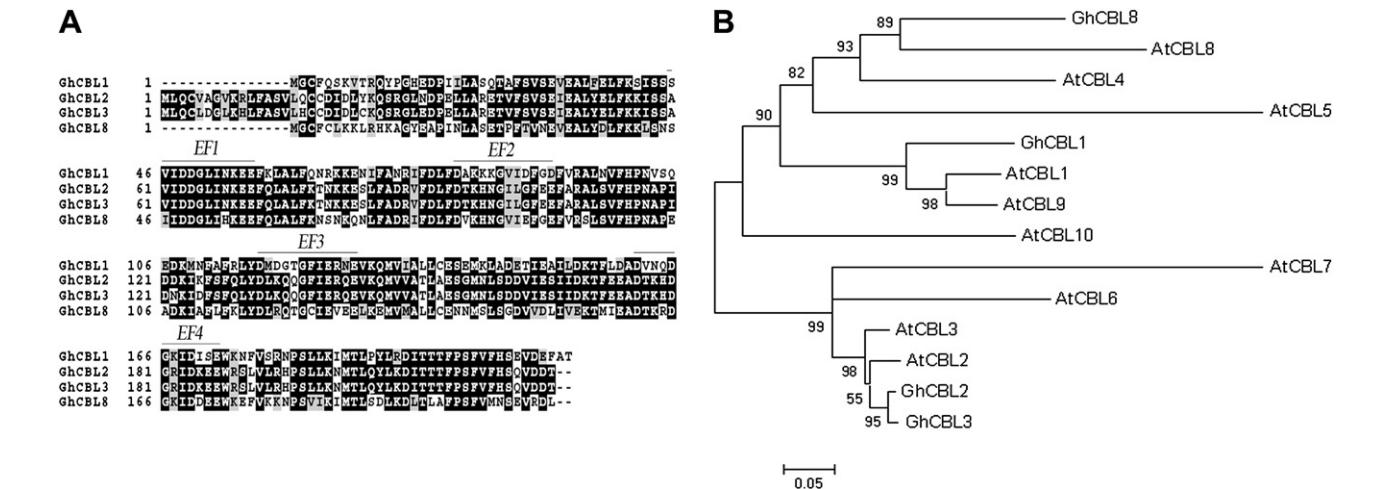 A
B
GhCBL1 1 ---------------MGCFQSKVTRQYPGHEDPIILASQTAFSVSEVEALFELFKSISSS
GhCBL2 1 MLQCVAGVKRLFASVLQCCDIDLYKQSRGLNDPELLARETVFSVSEIEALYELFKKISSA
GhCBL3 1 MLQCLDGLKHLFASVLHCCDIDLCKQSRGLEDPELLARETVFSVSEIEALYELFKKISSA
GhCBL8 1 ---------------MGCFCLKKLRHKAGYEAPINLASETPFTVNEVEALYDLFKKLSNS
EF1 EF2
GhCBL1 46 VIDDGLINKEEFKLALFQNRKKENIFANRIFDLFDAKKKGVIDFGDFVRALNVFHPNVSQ
GhCBL2 61 VIDDGLINKEEFQLALFKTNKKESLFADRVFDLFDTKHNGILGFEEFARALSVFHPNAPI
GhCBL3 61 VIDDGLINKEEFQLALFKTNKKESLFADRVFDLFDTKHNGILGFEEFARALSVFHPNAPI
GhCBL8 46 IIDDGLIHKEEFQLALFKNSNKQNLFADRIFDLFDVKHNGVIEFGEFVRSLSVFHPNAPE
EF3
GhCBL1 106 EDKMNFAFRLYDMDGTGFIERNEVKQMVIALLCESEMKLADETIEAILDKTFLDADVNQD
GhCBL2 121 DDKIKFSFQLYDLKQQGFIERQEVKQMVVATLAESGMNLSDDVIESIIDKTFEEADTKHD
GhCBL3 121 DNKIDFSFQLYDLKQQGFIERQEVKQMVVATLAESGMNLSDDVIESIIDKTFEEADTKHD
GhCBL8 106 ADKIAFLFKLYDLRQTGCIEVEELKEMVMALLCENNMSLSGDVVDLIVEKTMIEADTKRD
EF4
GhCBL1 166 GKIDISEWKNFVSRNPSLLKIMTLPYLRDITTTFPSFVFHSEVDEFAT
GhCBL2 181 GRIDKEEWRSLVLRHPSLLKNMTLQYLKDITTTFPSFVFHSQVDDT--
GhCBL3 181 GRIDKEEWRSLVLRHPSLLKNMTLQYLKDITTTFPSFVFHSQVDDT--
GhCBL8 166 GKIDDEEWKEFVKKNPSVIKIMTLSDLKDLTLAFPSFVMNSEVRDL--
89 GhCBL8
AtCBL8
93 AtCBL4
82 AtCBL5
90
GhCBL1
99 AtCBL1
98 AtCBL9
AtCBL10
AtCBL7
AtCBL6
99 AtCBL3
98 AtCBL2
55 GhCBL2
95 GhCBL3
0.05